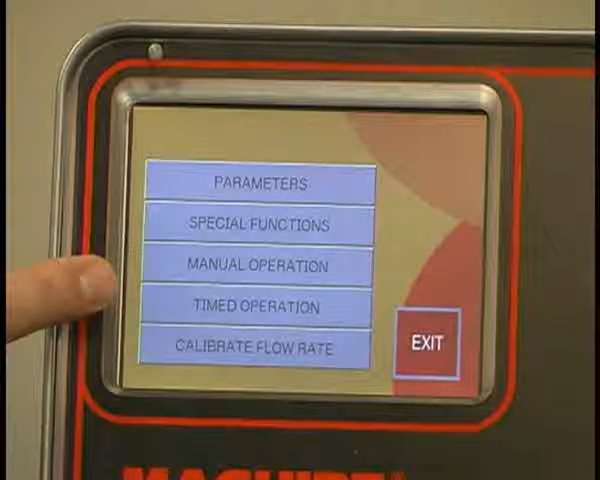 PARAMETERS
SPECIAL FUNCTIONS
MANUAL OPERATION
TIMED OPERATION
CALIBRATE FLOW RATE
EXIT